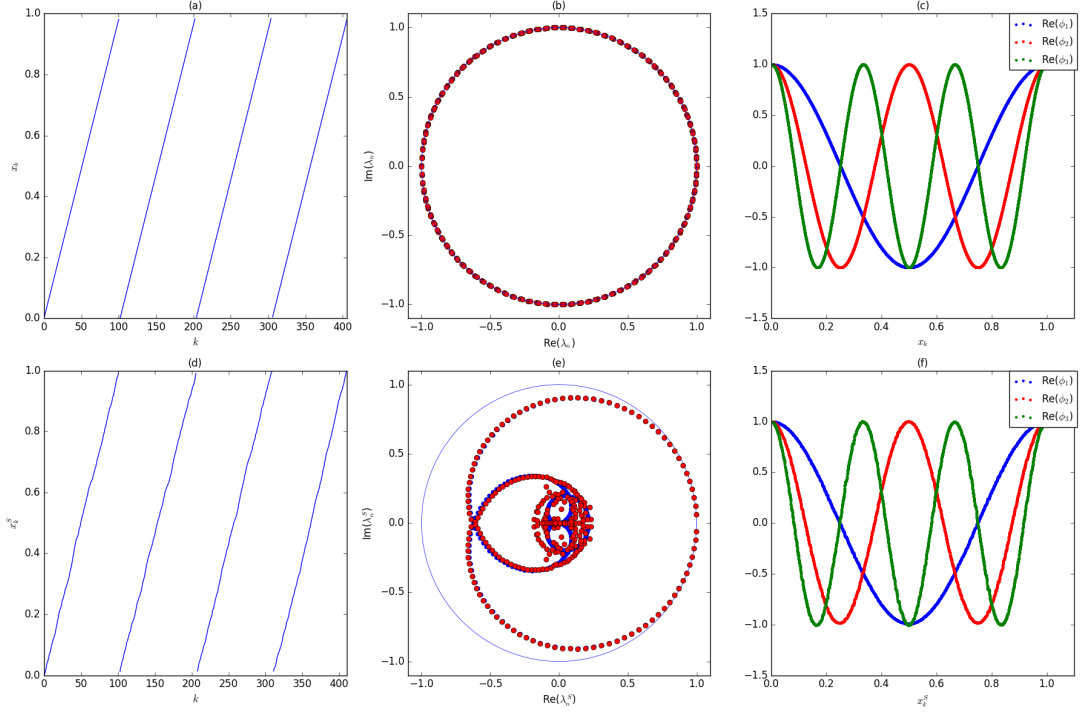 (a)
1.0
0.8
0.6
0.4
0.2
0.0
x_k
0 50 100 150 200 250 300 350 400
k
(b)
1.0
0.5
0.0
−0.5
−1.0
Im(λ_n)
−1.0 −0.5 0.0 0.5 1.0
Re(λ_n)
(c)
1.5
1.0
0.5
0.0
−0.5
−1.0
−1.5
Re(ϕ_1)
Re(ϕ_2)
Re(ϕ_3)
0.0 0.2 0.4 0.6 0.8 1.0
x_k
(d)
1.0
0.8
0.6
0.4
0.2
0.0
x_k^S
0 50 100 150 200 250 300 350 400
k
(e)
1.0
0.5
0.0
−0.5
−1.0
Im(λ_n^S)
−1.0 −0.5 0.0 0.5 1.0
Re(λ_n^S)
(f)
1.5
1.0
0.5
0.0
−0.5
−1.0
−1.5
Re(ϕ_1)
Re(ϕ_2)
Re(ϕ_3)
0.0 0.2 0.4 0.6 0.8 1.0
x_k^S